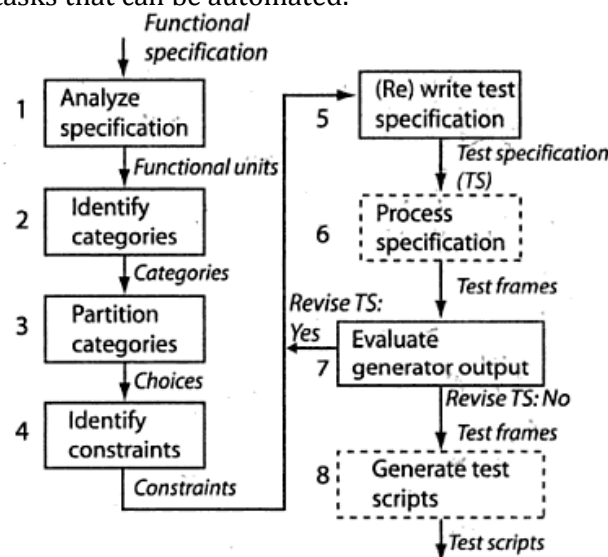 tasks that can be automated.
Functional
specification
1
Analyze
specification
Functional units
2
Identify
categories
Categories
3
Partition
categories
Choices
4
Identify
constraints
Constraints
5
(Re) write test
specification
Test specification
(TS)
6
Process
specification
Test frames
Revise TS:
Yes
7
Evaluate
generator output
Revise TS: No
Test frames
8
Generate test
scripts
Test scripts